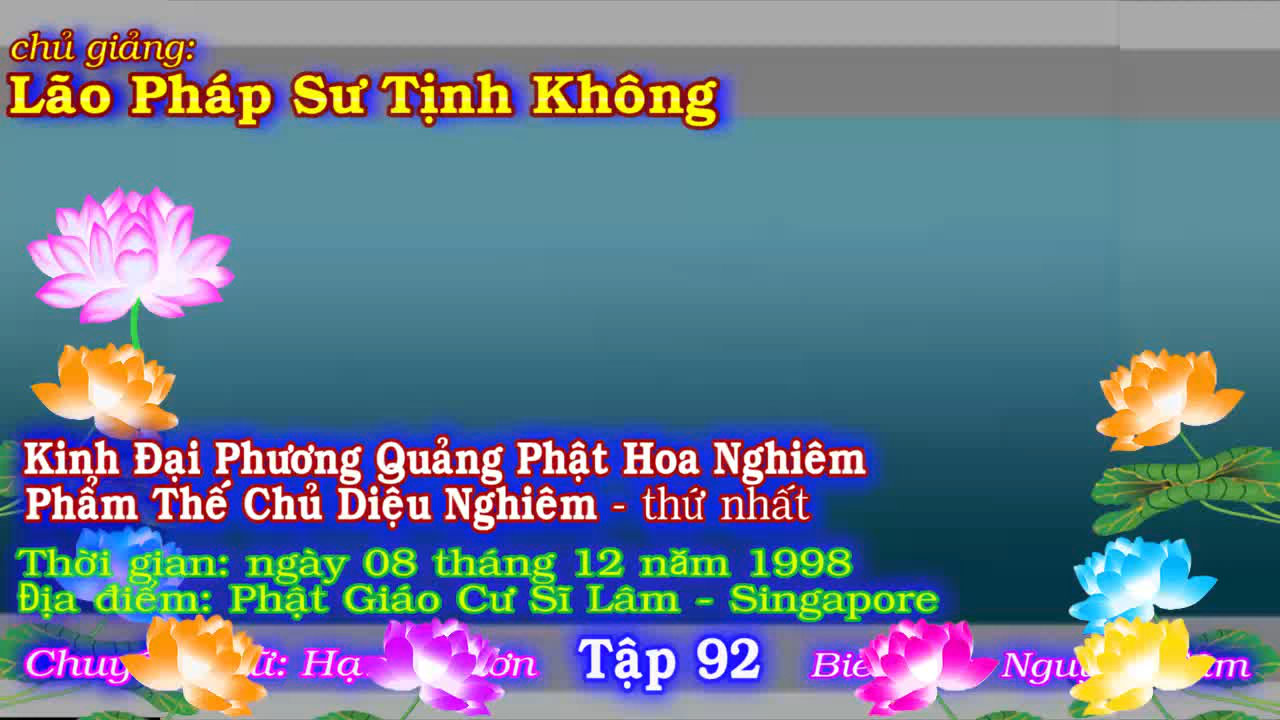 chủ giảng:
Lão Pháp Sư Tịnh Không
Kinh Đại Phương Quảng Phật Hoa Nghiêm
Phẩm Thế Chủ Diệu Nghiêm - thứ nhất
Thời gian: ngày 08 tháng 12 năm 1998
Địa điểm: Phật Giáo Cư Sĩ Lâm - Singapore
Tập 92